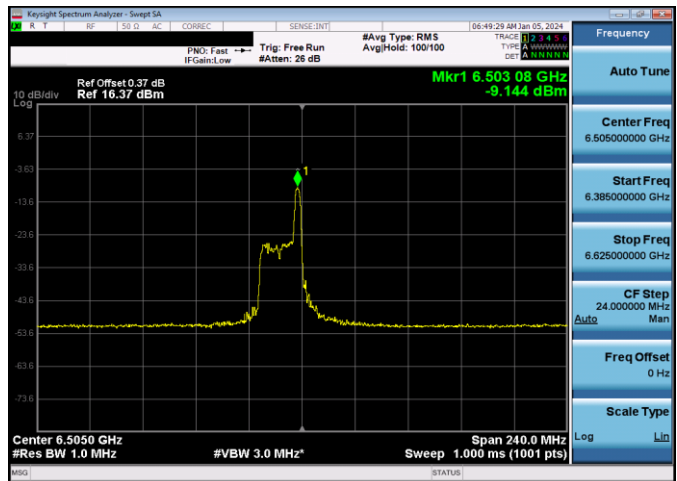 Keysight Spectrum Analyzer - Swept SA
R T RF 50 Ω AC CORREC SENSE:INT 06:49:29 AM Jan 05, 2024
Frequency
PNO: Fast
IFGain:Low
Trig: Free Run
#Atten: 26 dB
#Avg Type: RMS
Avg|Hold: 100/100
TRACE 1 2 3 4 5 6
TYPE A WWWWW
DET A N N N N N
Auto Tune
Ref Offset 0.37 dB
10 dB/div Ref 16.37 dBm
Log
Mkr1 6.503 08 GHz
-9.144 dBm
6.37
-3.63
-13.6
-23.6
-33.6
-43.6
-53.6
-63.6
-73.6
1
Center Freq
6.505000000 GHz
Start Freq
6.385000000 GHz
Stop Freq
6.625000000 GHz
CF Step
24.000000 MHz
Auto Man
Freq Offset
0 Hz
Scale Type
Log Lin
Center 6.5050 GHz Span 240.0 MHz
#Res BW 1.0 MHz #VBW 3.0 MHz* Sweep 1.000 ms (1001 pts)
MSG STATUS